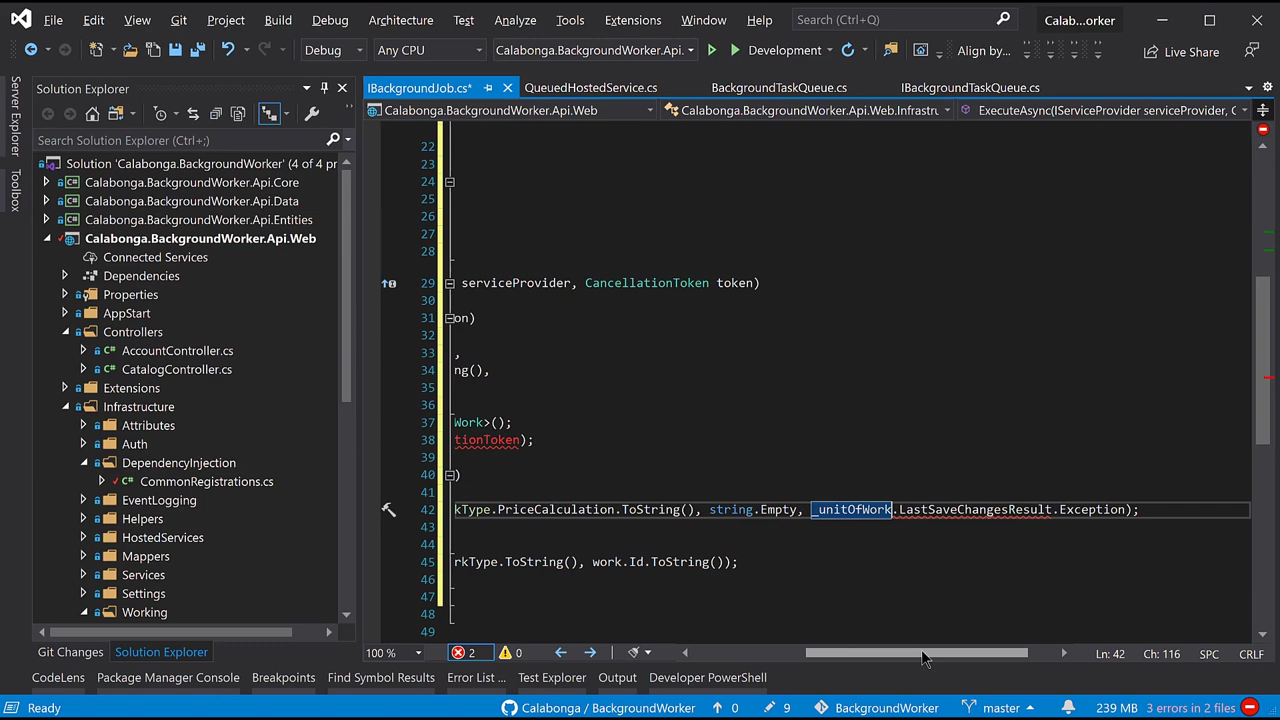 File Edit View Git Project Build Debug Architecture Test Analyze Tools Extensions Window Help Search (Ctrl+Q) Calab...orker
Debug Any CPU Calabonga.BackgroundWorker.Api. Development Align by... Live Share
Server Explorer
Toolbox
Solution Explorer
Search Solution Explorer (Ctrl+;)
Solution 'Calabonga.BackgroundWorker' (4 of 4 pr
Calabonga.BackgroundWorker.Api.Core
Calabonga.BackgroundWorker.Api.Data
Calabonga.BackgroundWorker.Api.Entities
Calabonga.BackgroundWorker.Api.Web
Connected Services
Dependencies
Properties
AppStart
Controllers
AccountController.cs
CatalogController.cs
Extensions
Infrastructure
Attributes
Auth
DependencyInjection
CommonRegistrations.cs
EventLogging
Helpers
HostedServices
Mappers
Services
Settings
Working
Git Changes Solution Explorer
IBackgroundJob.cs* QueuedHostedService.cs BackgroundTaskQueue.cs IBackgroundTaskQueue.cs
Calabonga.BackgroundWorker.Api.Web Calabonga.BackgroundWorker.Api.Web.Infrastru ExecuteAsync(IServiceProvider serviceProvider, C
22
23
24
25
26
27
28
29 serviceProvider, CancellationToken token)
30
31 on)
32
33 ,
34 ng(),
35
36
37 Work>();
38 tionToken);
39
40 )
41
42 kType.PriceCalculation.ToString(), string.Empty, _unitOfWork.LastSaveChangesResult.Exception);
43
44
45 rkType.ToString(), work.Id.ToString());
46
47
48
49
100 % 2 0 Ln: 42 Ch: 116 SPC CRLF
CodeLens Package Manager Console Breakpoints Find Symbol Results Error List ... Test Explorer Output Developer PowerShell
Ready Calabonga / BackgroundWorker 0 9 BackgroundWorker master 239 MB 3 errors in 2 files